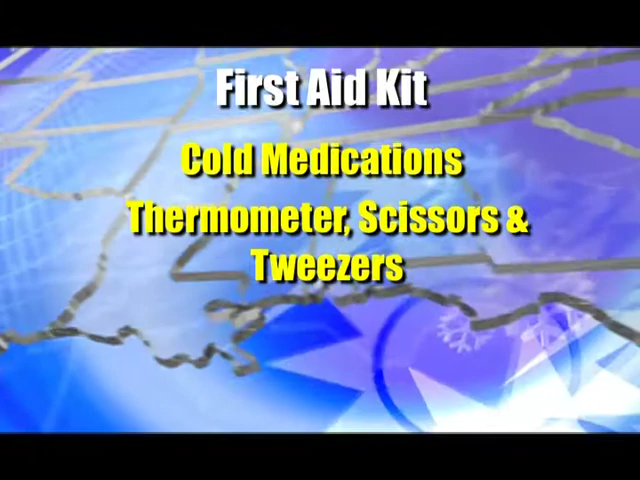 First Aid Kit
Cold Medications
Thermometer, Scissors &
Tweezers